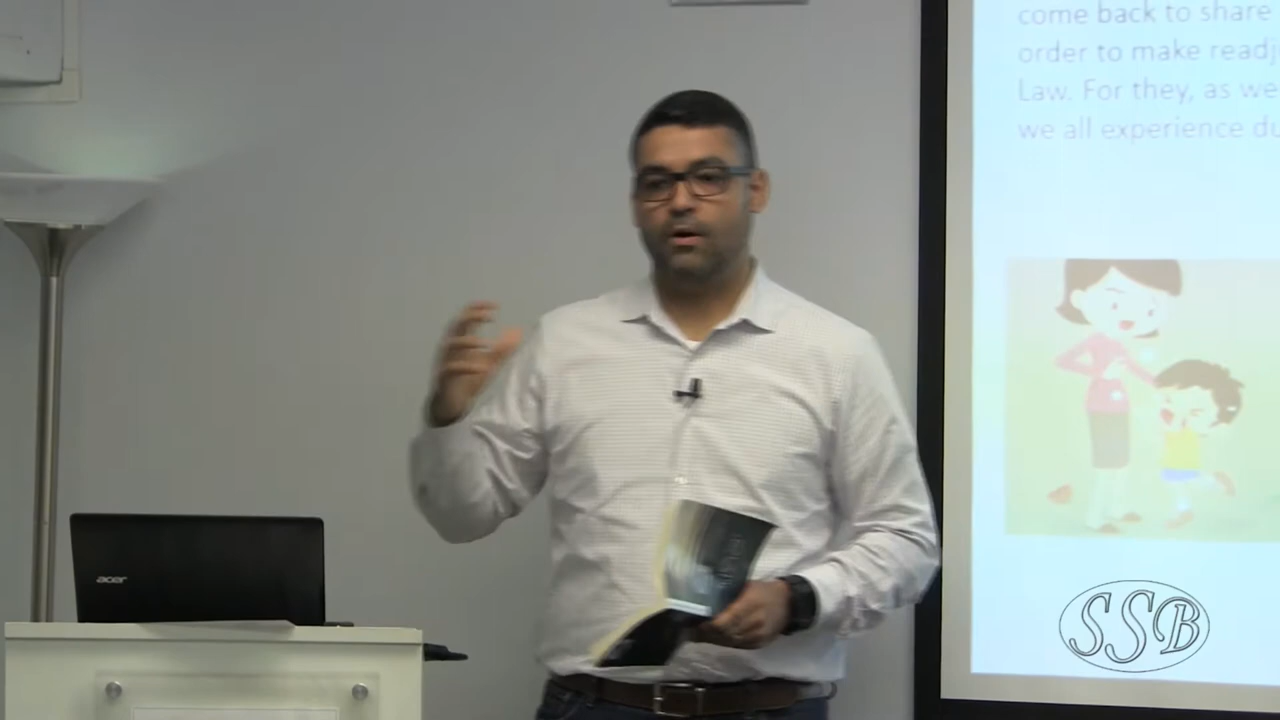 come back to share
order to make readj
Law. For they, as we
we all experience du
acer
SSB